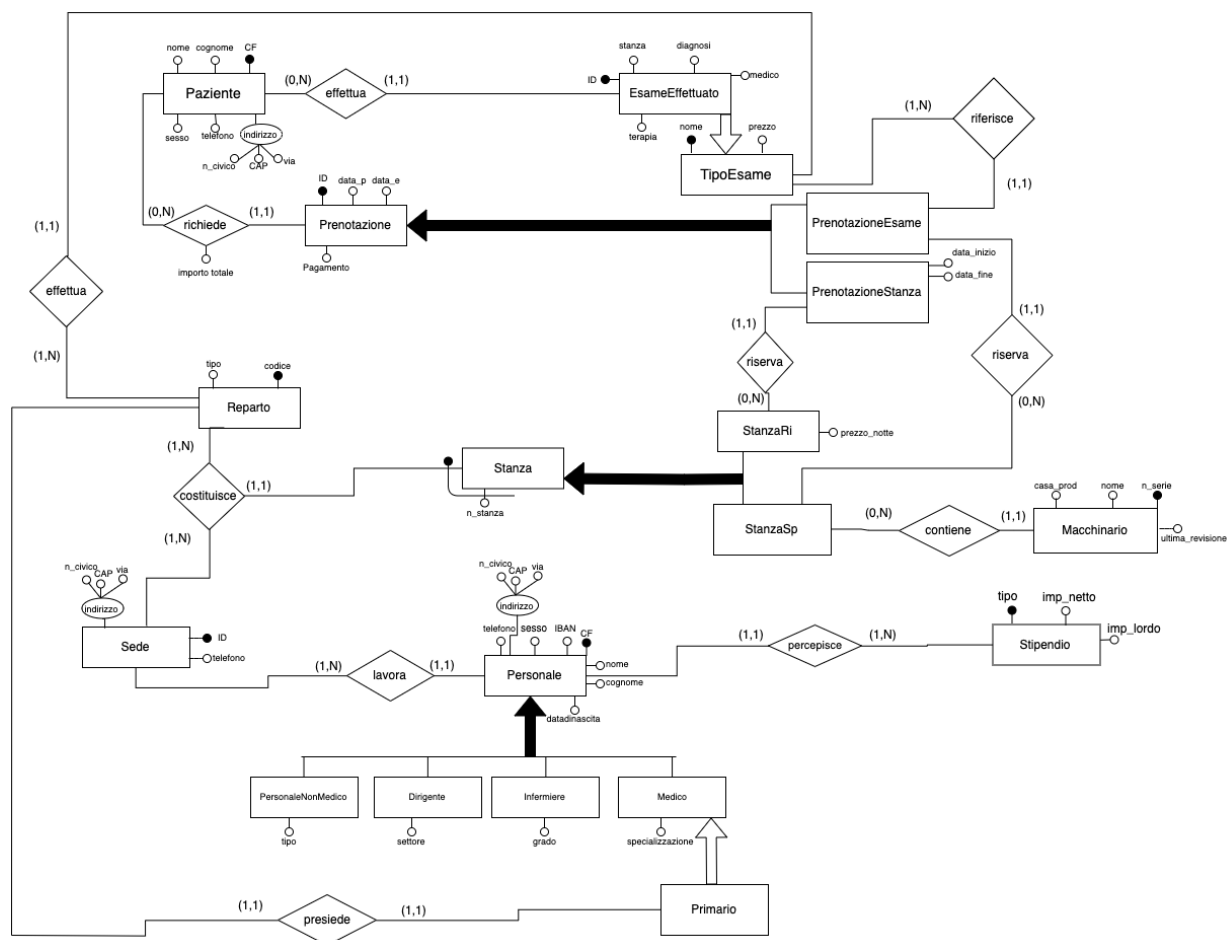 nome cognome CF
stanza diagnosi
(0,N) (1,1)
ID
medico
Paziente
effettua
EsameEffettuato
(1,N)
riferisce
sesso telefono indirizzo
terapia
nome prezzo
n_civico CAP via
TipoEsame
ID data_p data_e
(1,1)
(0,N) (1,1)
richiede
Prenotazione
PrenotazioneEsame
(1,1)
importo totale
Pagamento
data_inizio
data_fine
effettua
PrenotazioneStanza
(1,1)
(1,1)
riserva
riserva
(1,N)
tipo codice
(0,N)
(0,N)
Reparto
StanzaRi
prezzo_notte
(1,N)
Stanza
(1,1)
costituisce
n_stanza
casa_prod nome n_serie
(0,N) (1,1)
StanzaSp
contiene
Macchinario
ultima_revisione
(1,N)
n_civico CAP via
n_civico CAP via
indirizzo
indirizzo
tipo imp_netto
telefono sesso IBAN CF
(1,1) (1,N)
imp_lordo
Sede
ID
telefono
percepisce
Stipendio
(1,N) (1,1)
lavora
Personale
nome
cognome
datadinascita
PersonaleNonMedico
Dirigente
Infermiere
Medico
tipo
settore
grado
specializzazione
(1,1) (1,1)
presiede
Primario